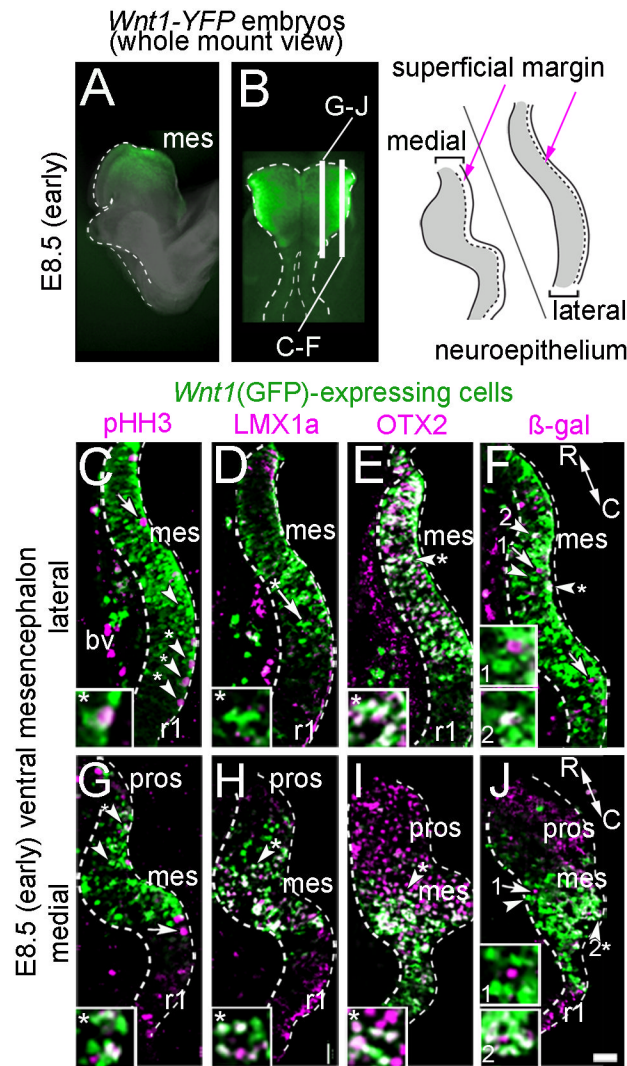 Wnt1-YFP embryos
(whole mount view)
A
mes
B
G-J
C-F
E8.5 (early)
superficial margin
medial
lateral
neuroepithelium
Wnt1(GFP)-expressing cells
pHH3
LMX1a
OTX2
ß-gal
E8.5 (early) ventral mesencephalon
lateral
medial
C
mes
bv
*
*
*
*
r1
D
mes
*
*
r1
E
mes
*
*
F
R
C
2
1
mes
*
1
2
G
pros
*
mes
*
r1
H
pros
*
mes
*
r1
I
pros
*
mes
*
J
R
C
pros
mes
1
2*
1
2
r1